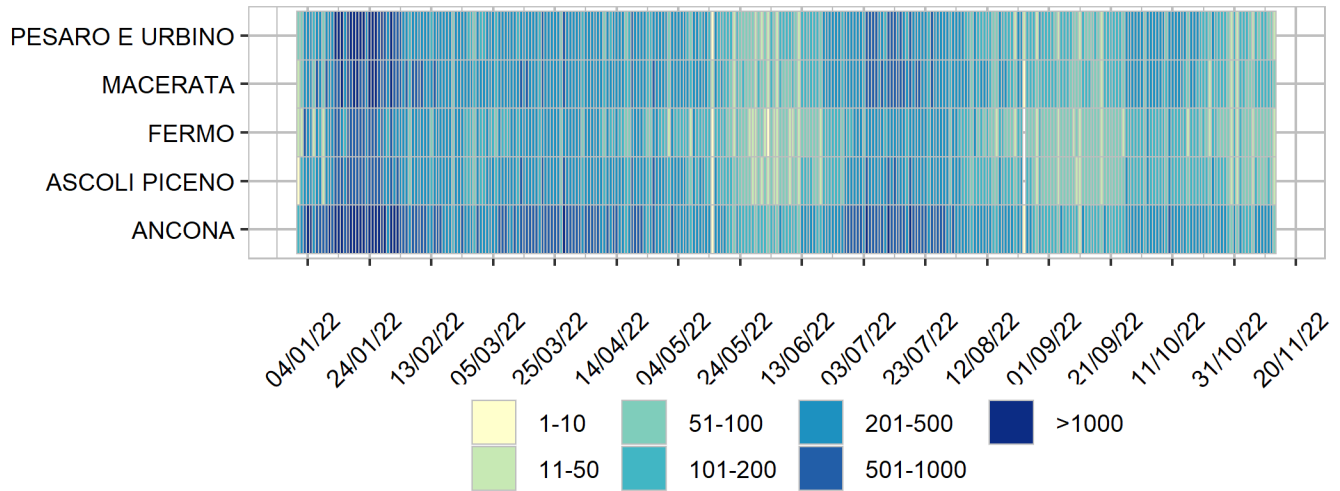 PESARO E URBINO
MACERATA
FERMO
ASCOLI PICENO
ANCONA
04/01/22
24/01/22
13/02/22
05/03/22
25/03/22
14/04/22
04/05/22
24/05/22
13/06/22
03/07/22
23/07/22
12/08/22
01/09/22
21/09/22
11/10/22
31/10/22
20/11/22
1-10 51-100 201-500 >1000
11-50 101-200 501-1000